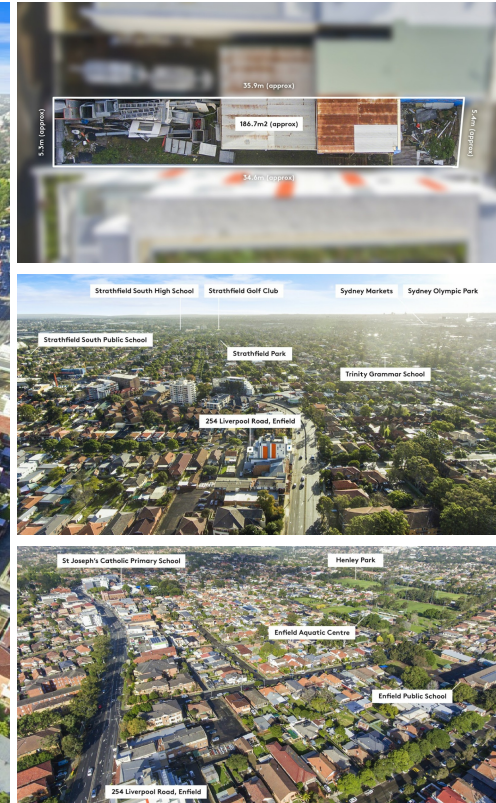 35.9m (approx)
5.3m (approx)
186.7m2 (approx)
5.4m (approx)
34.5m (approx)
Strathfield South High School
Strathfield Golf Club
Sydney Markets
Sydney Olympic Park
Strathfield South Public School
Strathfield Park
Trinity Grammar School
254 Liverpool Road, Enfield
St Joseph's Catholic Primary School
Henley Park
Enfield Aquatic Centre
Enfield Public School
254 Liverpool Road, Enfield